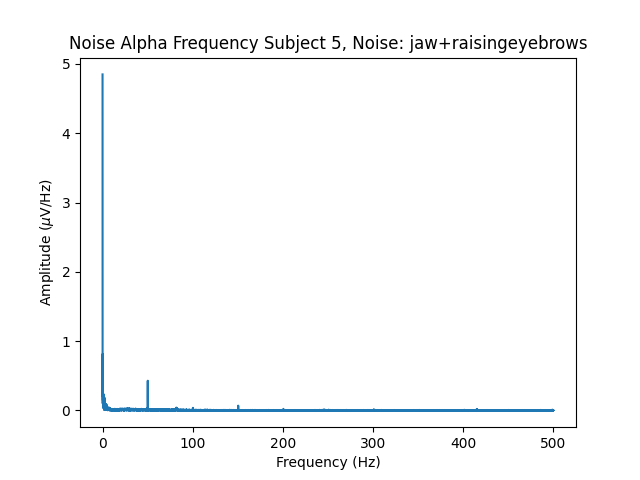 Noise Alpha Frequency Subject 5, Noise: jaw+raisingeyebrows
Amplitude (μV/Hz)
5
4
3
2
1
0
0 100 200 300 400 500
Frequency (Hz)